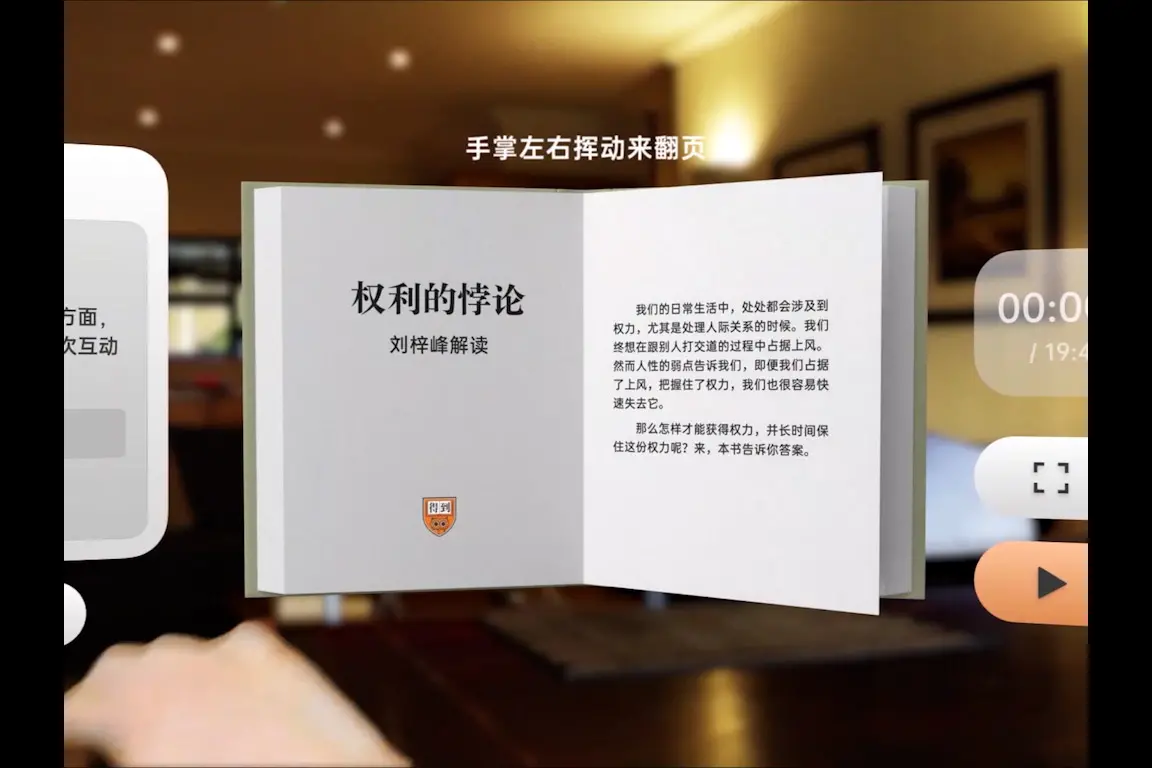 手掌左右挥动来翻页
方面，
次互动
权利的悖论
刘梓峰解读
得到
我们的日常生活中，处处都会涉及到
权力，尤其是处理人际关系的时候。我们
终想在跟别人打交道的过程中占据上风。
然而人性的弱点告诉我们，即便我们占据
了上风，把握住了权力，我们也很容易快
速失去它。
那么怎样才能获得权力，并长时间保
住这份权力呢？来，本书告诉你答案。
00:0
/ 19:4